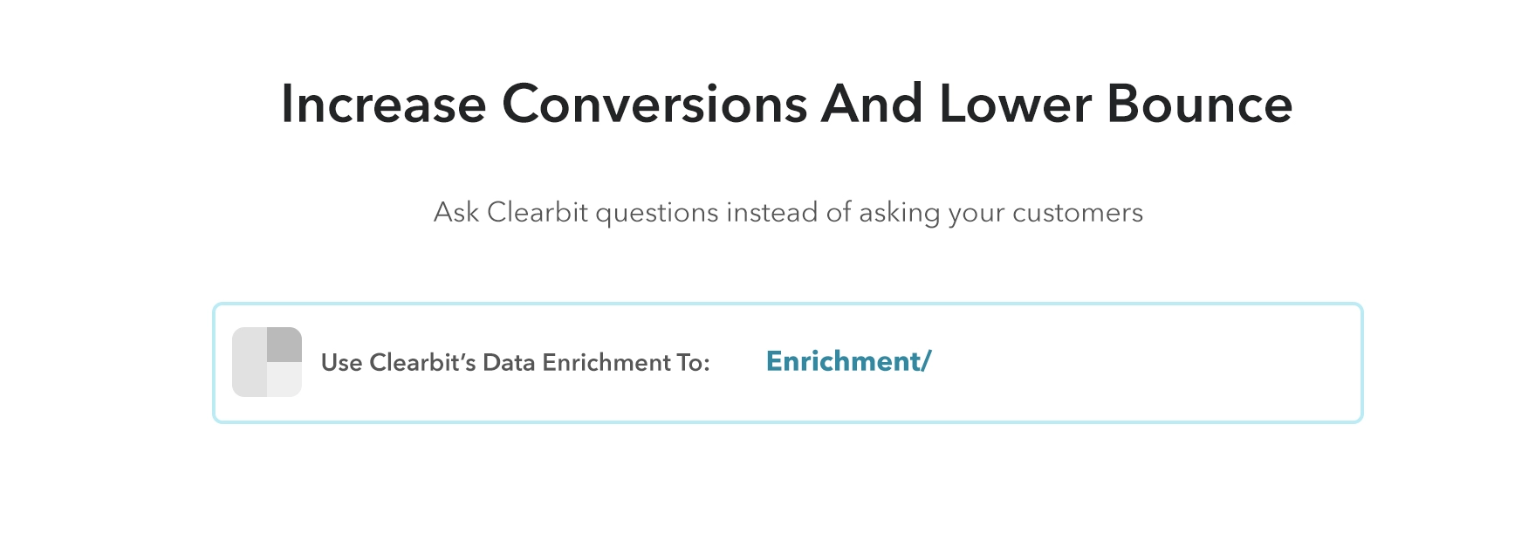 Increase Conversions And Lower Bounce
Ask Clearbit questions instead of asking your customers
Use Clearbit’s Data Enrichment To: Enrichment/